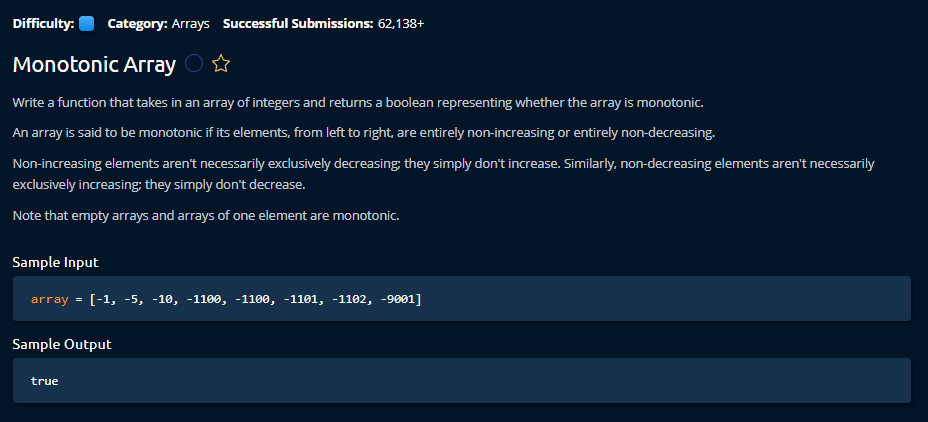 Difficulty: Category: Arrays Successful Submissions: 62,138+
Monotonic Array
Write a function that takes in an array of integers and returns a boolean representing whether the array is monotonic.
An array is said to be monotonic if its elements, from left to right, are entirely non-increasing or entirely non-decreasing.
Non-increasing elements aren't necessarily exclusively decreasing; they simply don't increase. Similarly, non-decreasing elements aren't necessarily
exclusively increasing; they simply don't decrease.
Note that empty arrays and arrays of one element are monotonic.
Sample Input
array = [-1, -5, -10, -1100, -1100, -1101, -1102, -9001]
Sample Output
true